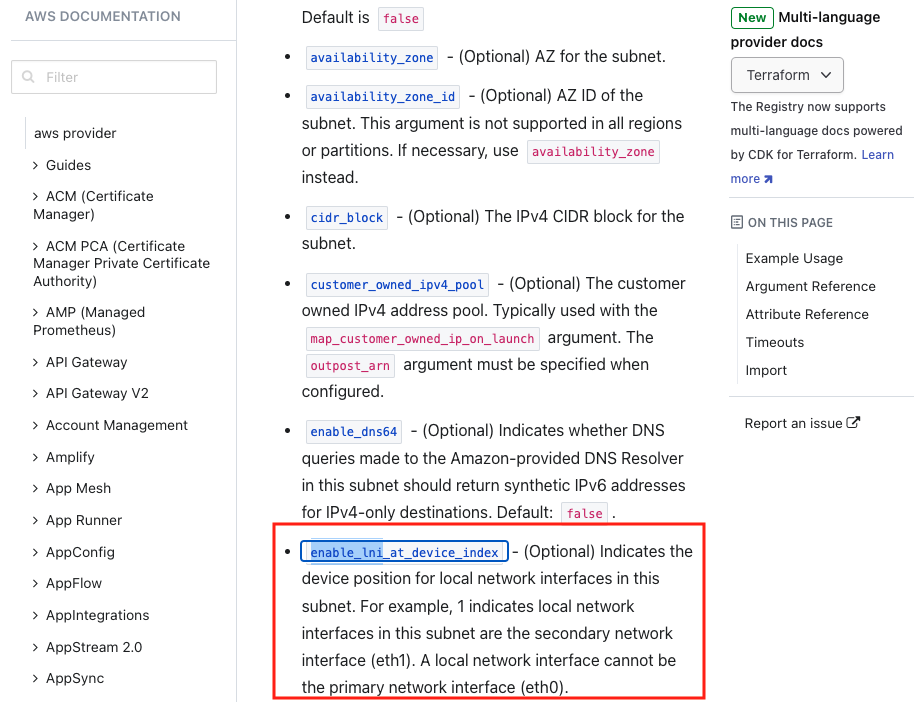 AWS DOCUMENTATION
Filter
aws provider
Guides
ACM (Certificate
Manager)
ACM PCA (Certificate
Manager Private Certificate
Authority)
AMP (Managed
Prometheus)
API Gateway
API Gateway V2
Account Management
Amplify
App Mesh
App Runner
AppConfig
AppFlow
AppIntegrations
AppStream 2.0
AppSync
Default is false
• availability_zone - (Optional) AZ for the subnet.
• availability_zone_id - (Optional) AZ ID of the
subnet. This argument is not supported in all regions
or partitions. If necessary, use availability_zone
instead.
• cidr_block - (Optional) The IPv4 CIDR block for the
subnet.
• customer_owned_ipv4_pool - (Optional) The customer
owned IPv4 address pool. Typically used with the
map_customer_owned_ip_on_launch argument. The
outpost_arn argument must be specified when
configured.
• enable_dns64 - (Optional) Indicates whether DNS
queries made to the Amazon-provided DNS Resolver
in this subnet should return synthetic IPv6 addresses
for IPv4-only destinations. Default: false .
• enable_lni_at_device_index - (Optional) Indicates the
device position for local network interfaces in this
subnet. For example, 1 indicates local network
interfaces in this subnet are the secondary network
interface (eth1). A local network interface cannot be
the primary network interface (eth0).
New Multi-language
provider docs
Terraform
The Registry now supports
multi-language docs powered
by CDK for Terraform. Learn
more
ON THIS PAGE
Example Usage
Argument Reference
Attribute Reference
Timeouts
Import
Report an issue